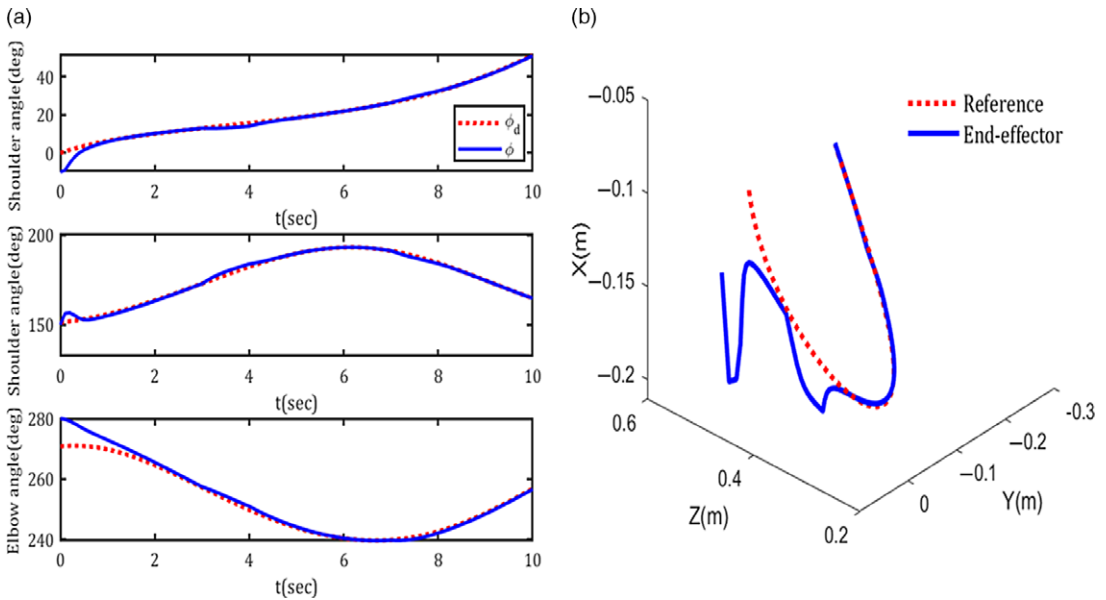 (a)
Shoulder angle(deg)
40
20
0
ϕd
ϕ
0 2 4 6 8 10
t(sec)
Shoulder angle(deg)
200
150
0 2 4 6 8 10
t(sec)
Elbow angle(deg)
280
260
240
0 2 4 6 8 10
t(sec)
(b)
Reference
End-effector
X(m)
−0.05
−0.1
−0.15
−0.2
0.6
0.4
0.2
Z(m)
-0.3
-0.2
−0.1
0
Y(m)